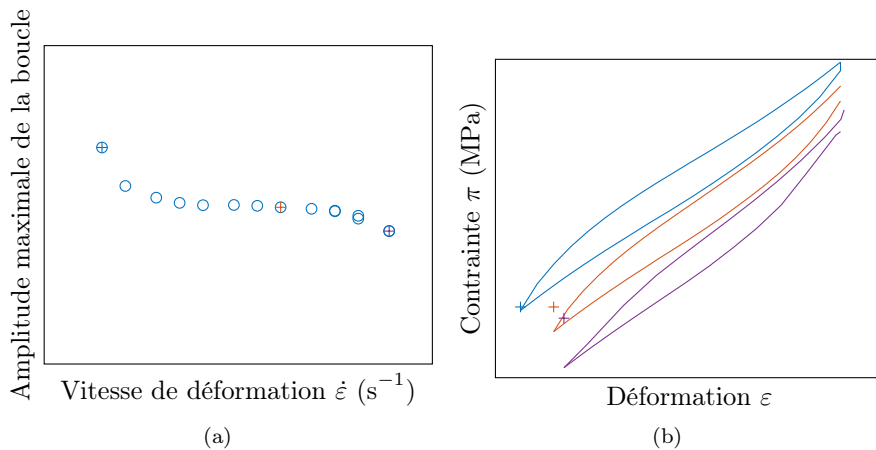 Amplitude maximale de la boucle
Vitesse de déformation ε̇ (s⁻¹)
(a)
Contrainte π (MPa)
Déformation ε
(b)